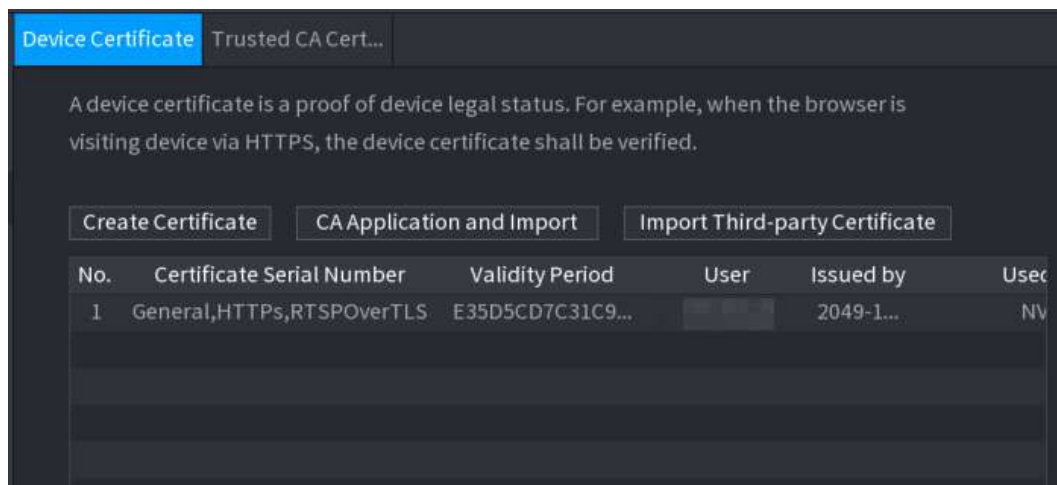 Device Certificate Trusted CA Cert...
A device certificate is a proof of device legal status. For example, when the browser is
visiting device via HTTPS, the device certificate shall be verified.
Create Certificate CA Application and Import Import Third-party Certificate
No. Certificate Serial Number Validity Period User Issued by Used
1 General,HTTPs,RTSPOverTLS E35D5CD7C31C9... 2049-1... NV